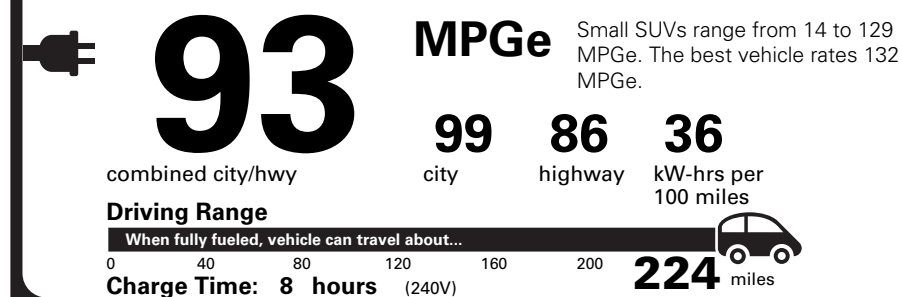 93
MPGe
Small SUVs range from 14 to 129
MPGe. The best vehicle rates 132
MPGe.
combined city/hwy
99
city
86
highway
36
kW-hrs per
100 miles
Driving Range
When fully fueled, vehicle can travel about...
0 40 80 120 160 200 224 miles
Charge Time: 8 hours (240V)